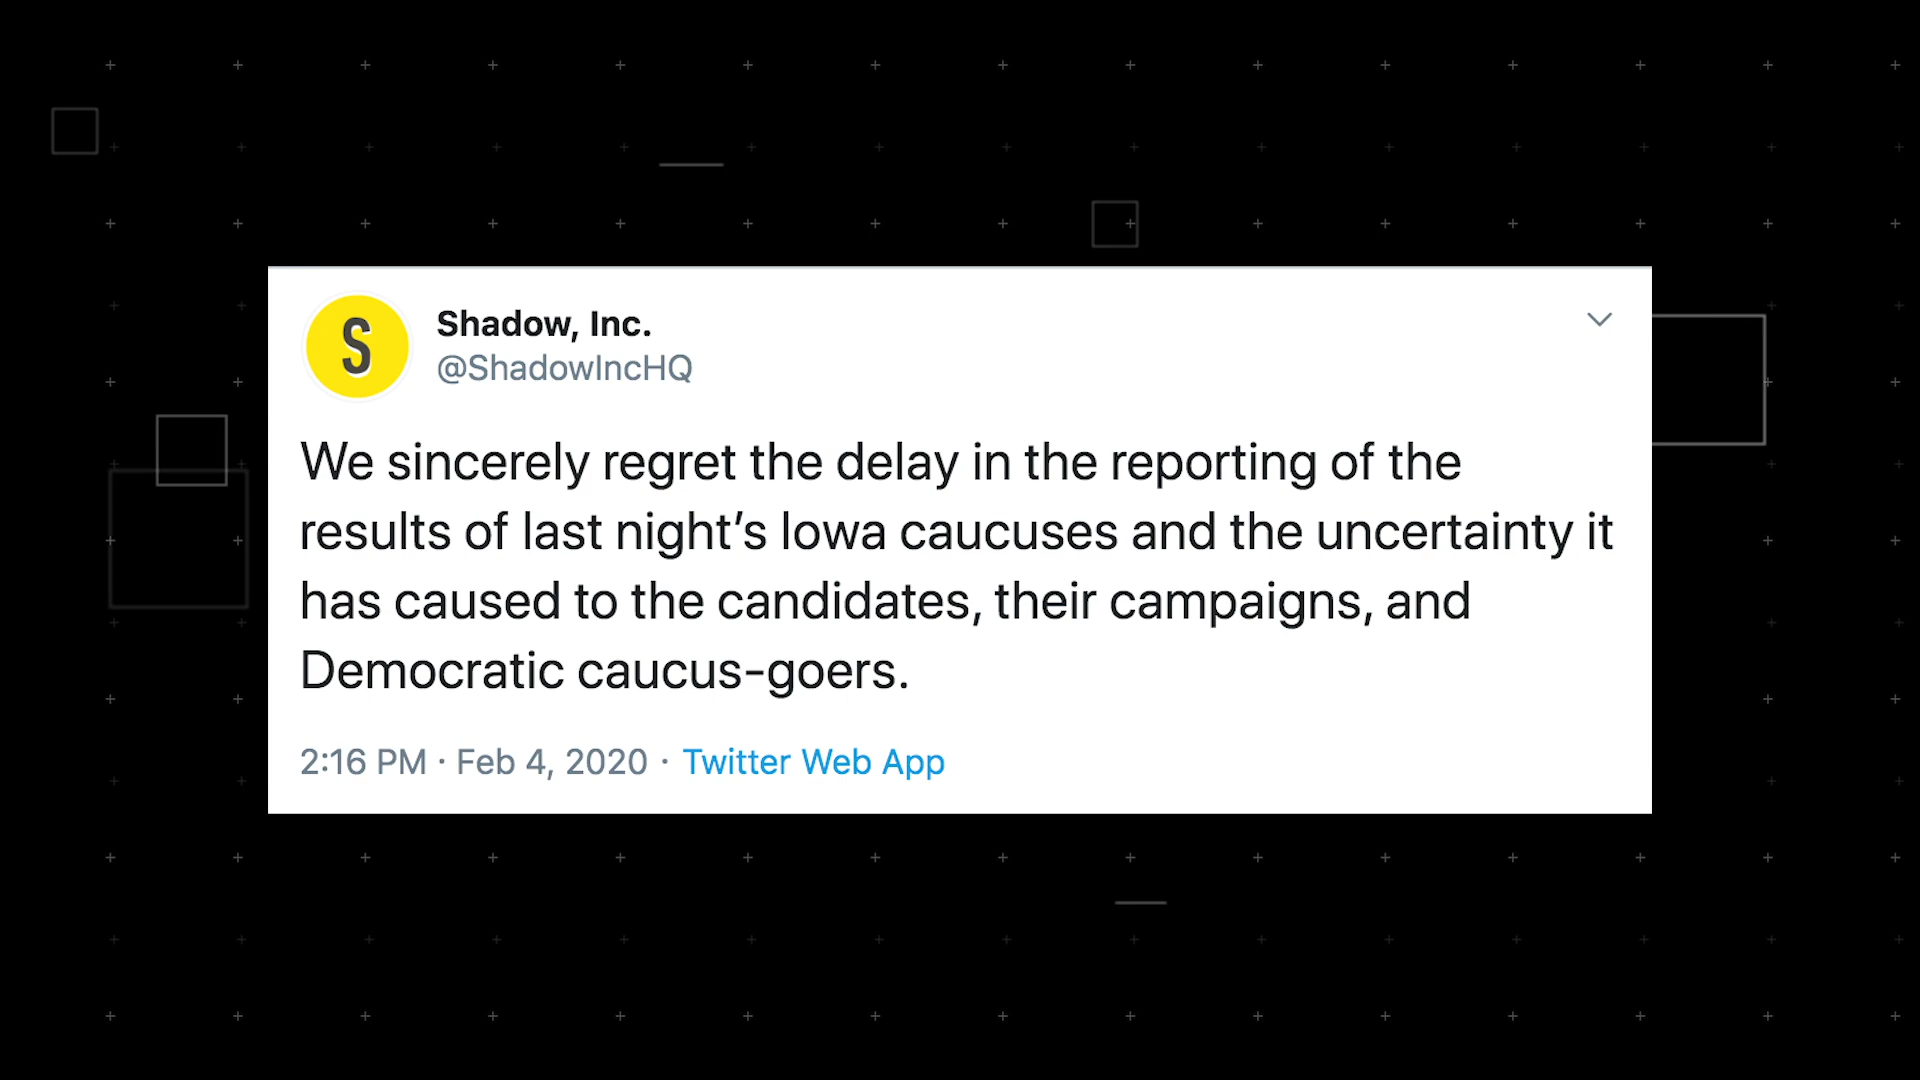 S
Shadow, Inc.
@ShadowIncHQ
We sincerely regret the delay in the reporting of the
results of last night’s Iowa caucuses and the uncertainty it
has caused to the candidates, their campaigns, and
Democratic caucus-goers.
2:16 PM · Feb 4, 2020 · Twitter Web App